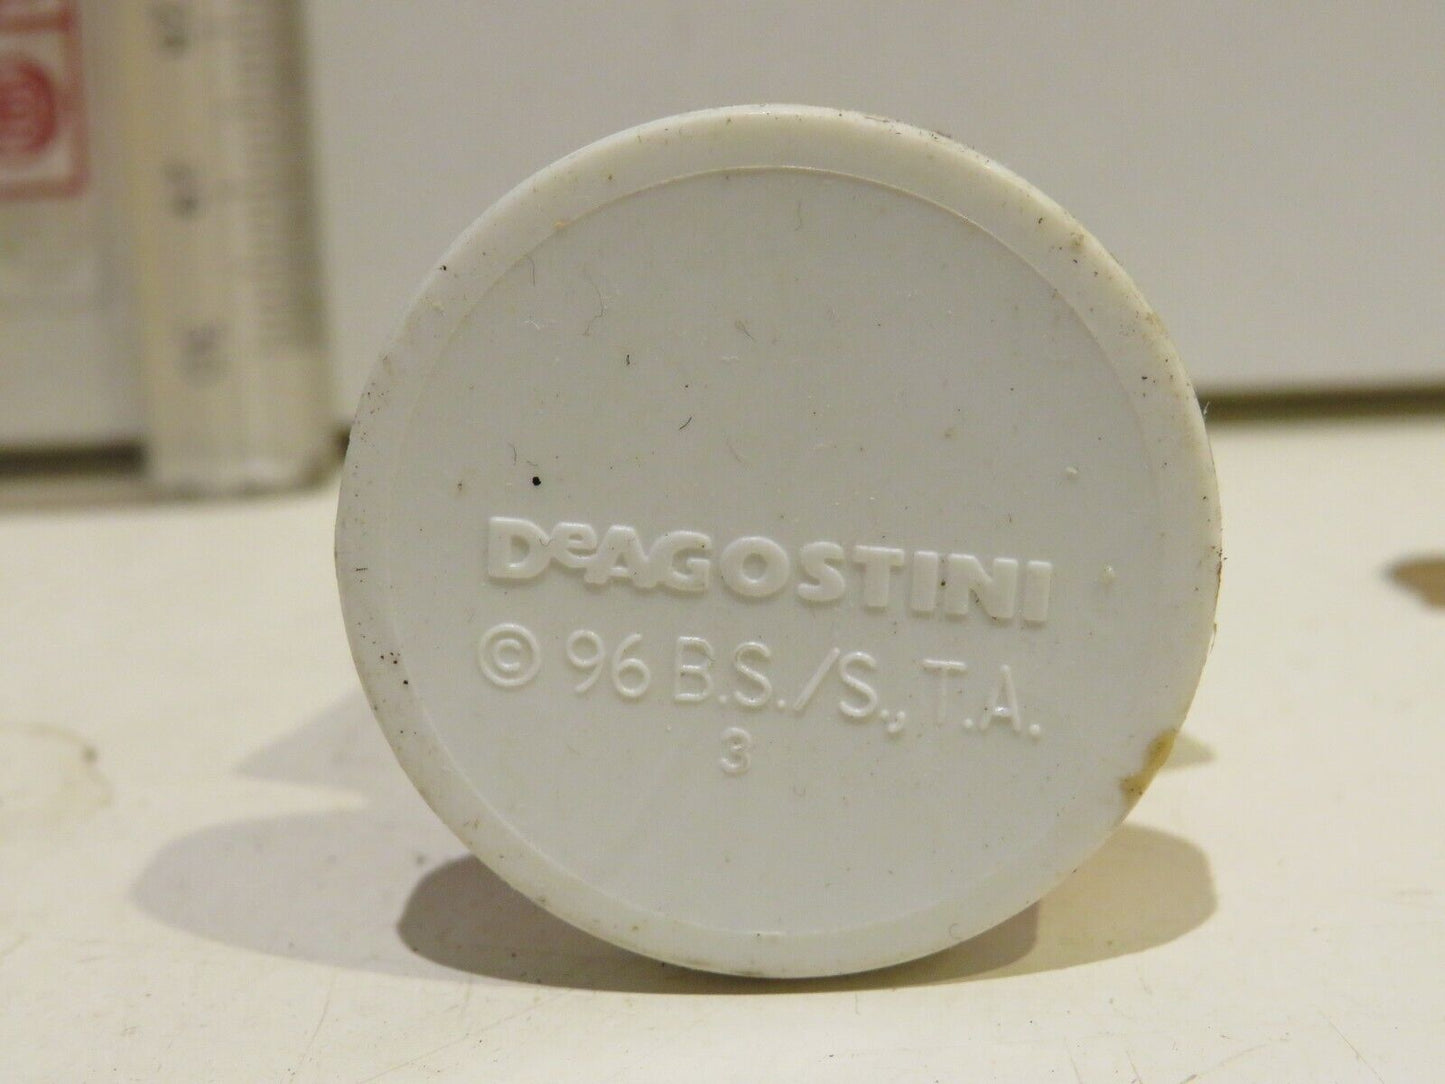 DeAGOSTINI
© 96 B.S./S., T.A.
3